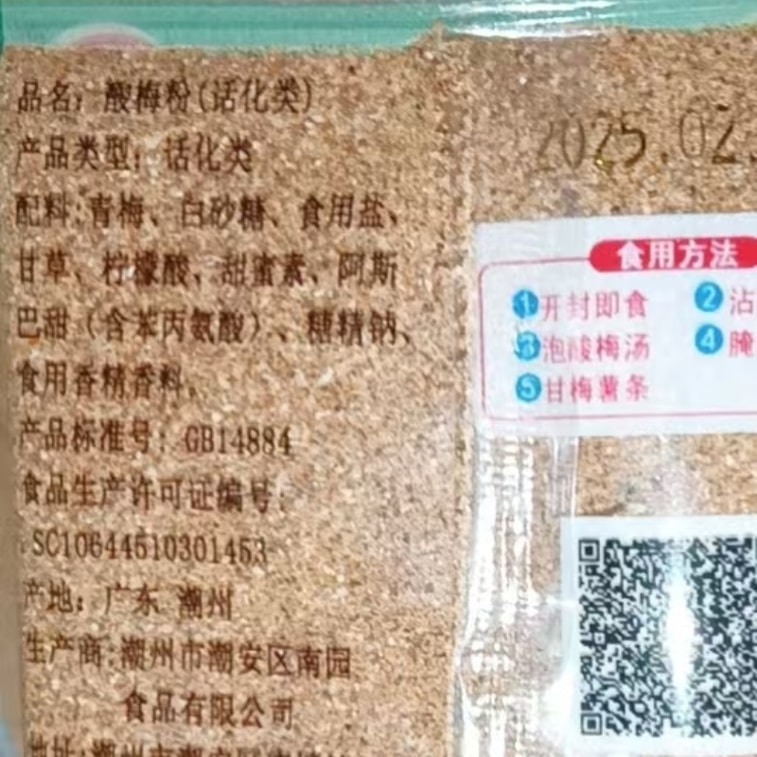 品名：酸梅粉(话化类)
产品类型：话化类
配料:青梅、白砂糖、食用盐、
甘草、柠檬酸、甜蜜素、阿斯
巴甜（含苯丙氨酸）、糖精钠、
食用香精香料。
产品标准号：GB14884
食品生产许可证编号：
SC10644510301453
产地：广东 潮州
生产商:潮州市潮安区南园
食品有限公司
2025.02.
食用方法
1开封即食
2沾
3泡酸梅汤
4腌
5甘梅薯条